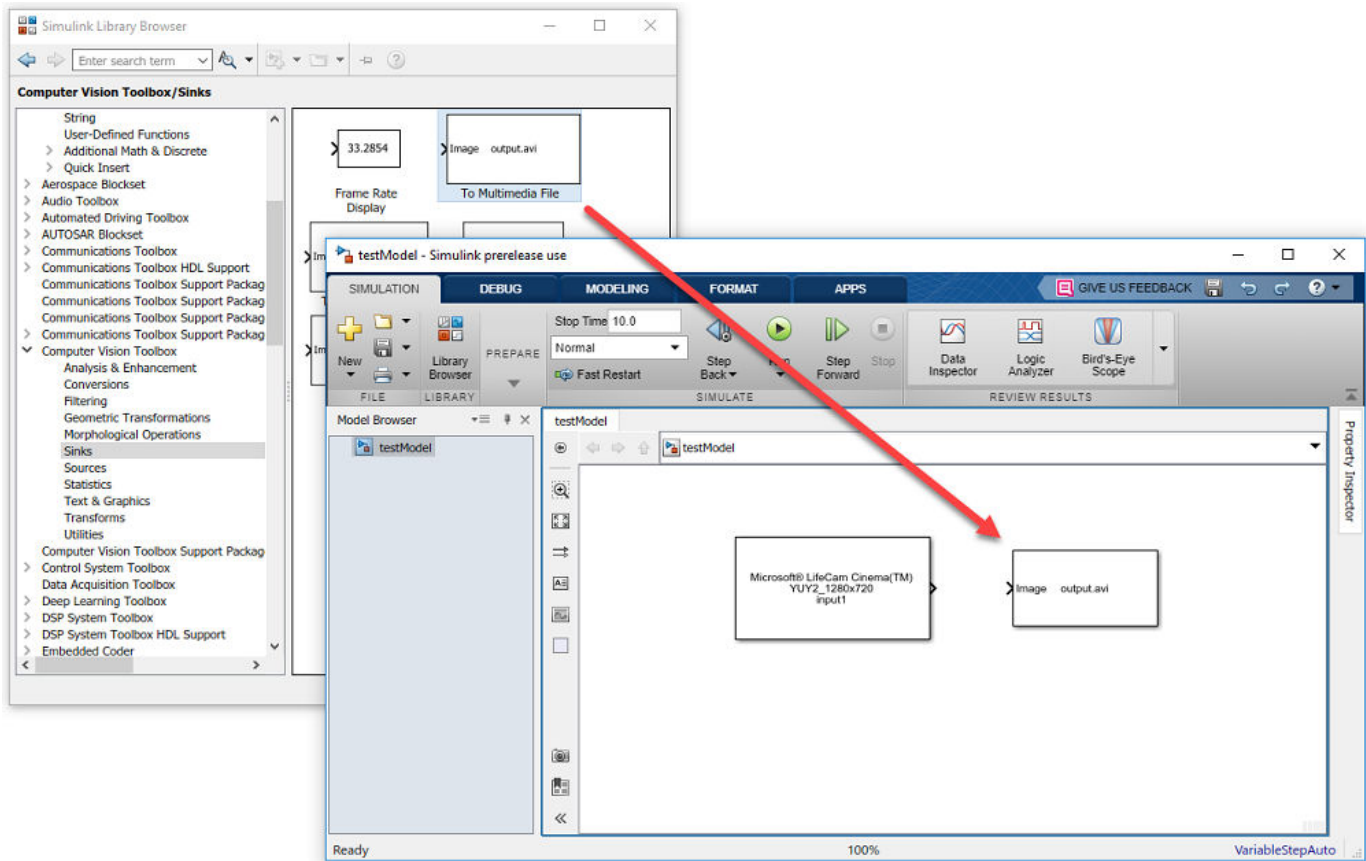 Simulink Library Browser
Enter search term
Computer Vision Toolbox/Sinks
String
User-Defined Functions
Additional Math & Discrete
Quick Insert
Aerospace Blockset
Audio Toolbox
Automated Driving Toolbox
AUTOSAR Blockset
Communications Toolbox
Communications Toolbox HDL Support
Communications Toolbox Support Packag
Communications Toolbox Support Packag
Communications Toolbox Support Packag
Communications Toolbox Support Packag
Computer Vision Toolbox
Analysis & Enhancement
Conversions
Filtering
Geometric Transformations
Morphological Operations
Sinks
Sources
Statistics
Text & Graphics
Transforms
Utilities
Computer Vision Toolbox Support Packag
Control System Toolbox
Data Acquisition Toolbox
Deep Learning Toolbox
DSP System Toolbox
DSP System Toolbox HDL Support
Embedded Coder
33.2854
Frame Rate
Display
Image output.avi
To Multimedia File
Im
Im
testModel - Simulink prerelease use
SIMULATION DEBUG MODELING FORMAT APPS GIVE US FEEDBACK
New
Library
Browser
PREPARE
Stop Time 10.0
Normal
Fast Restart
Step
Back
Step
Forward
Stop
Data
Inspector
Logic
Analyzer
Bird's-Eye
Scope
FILE LIBRARY SIMULATE REVIEW RESULTS
Model Browser
testModel
testModel
testModel
Property Inspector
Microsoft® LifeCam Cinema(TM)
YUY2_1280x720
input1
Image output.avi
Ready 100% VariableStepAuto